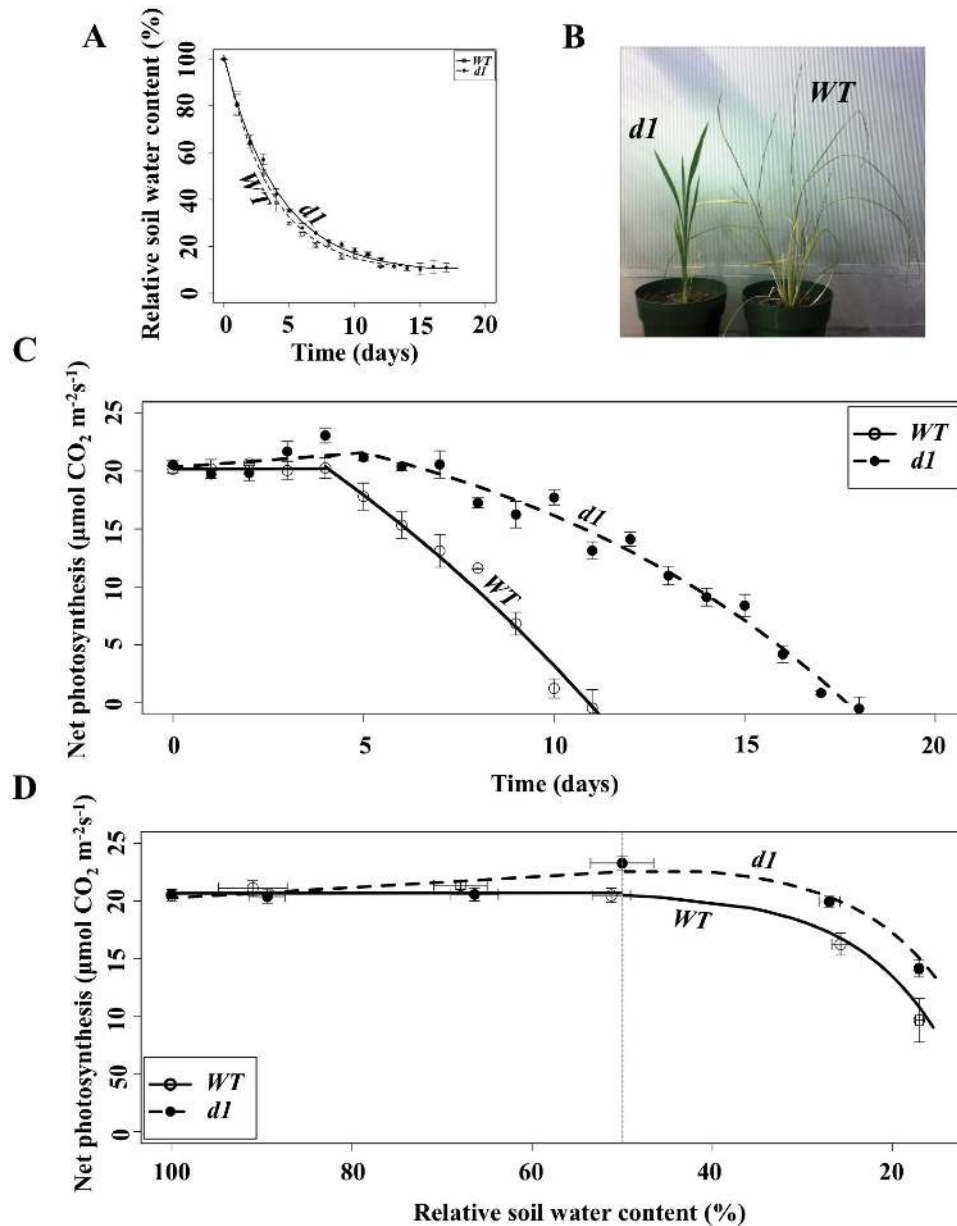 A
Relative soil water content (%)
100
80
60
40
20
0
WT
d1
WT
d1
0
5
10
15
20
Time (days)
B
d1
WT
C
Net photosynthesis (µmol CO₂ m⁻²s⁻¹)
25
20
15
10
5
0
WT
d1
d1
WT
0
5
10
15
20
Time (days)
D
Net photosynthesis (µmol CO₂ m⁻²s⁻¹)
25
20
15
10
50
0
d1
WT
WT
d1
100
80
60
40
20
Relative soil water content (%)